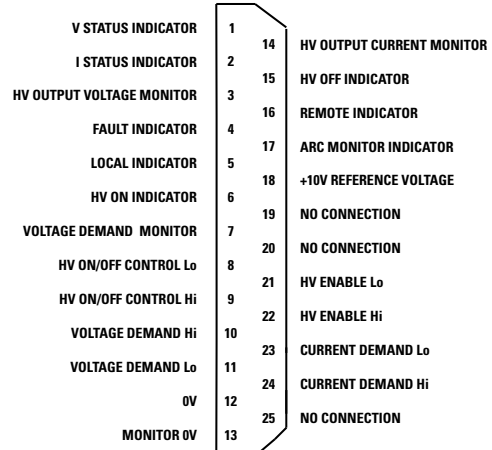 V STATUS INDICATOR 1
14 HV OUTPUT CURRENT MONITOR
I STATUS INDICATOR 2
15 HV OFF INDICATOR
HV OUTPUT VOLTAGE MONITOR 3
16 REMOTE INDICATOR
FAULT INDICATOR 4
17 ARC MONITOR INDICATOR
LOCAL INDICATOR 5
18 +10V REFERENCE VOLTAGE
HV ON INDICATOR 6
19 NO CONNECTION
VOLTAGE DEMAND MONITOR 7
20 NO CONNECTION
HV ON/OFF CONTROL Lo 8
21 HV ENABLE Lo
HV ON/OFF CONTROL Hi 9
22 HV ENABLE Hi
VOLTAGE DEMAND Hi 10
23 CURRENT DEMAND Lo
VOLTAGE DEMAND Lo 11
24 CURRENT DEMAND Hi
0V 12
25 NO CONNECTION
MONITOR 0V 13